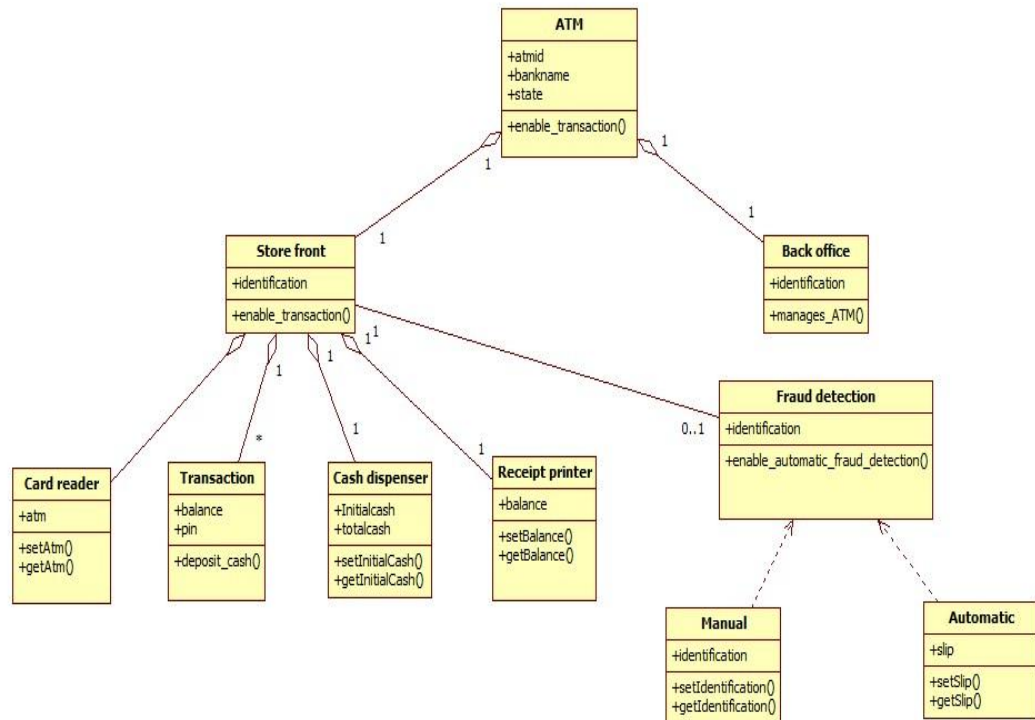 ATM
+atmid
+bankname
+state
+enable_transaction()
1
1
1
1
Store front
+identification
+enable_transaction()
Back office
+identification
+manages_ATM()
1
1
1
1
*
1
1
0..1
Fraud detection
+identification
+enable_automatic_fraud_detection()
Card reader
+atm
+setAtm()
+getAtm()
Transaction
+balance
+pin
+deposit_cash()
Cash dispenser
+Initialcash
+totalcash
+setInitialCash()
+getInitialCash()
Receipt printer
+balance
+setBalance()
+getBalance()
Manual
+identification
+setIdentification()
+getIdentification()
Automatic
+slip
+setSlip()
+getSlip()